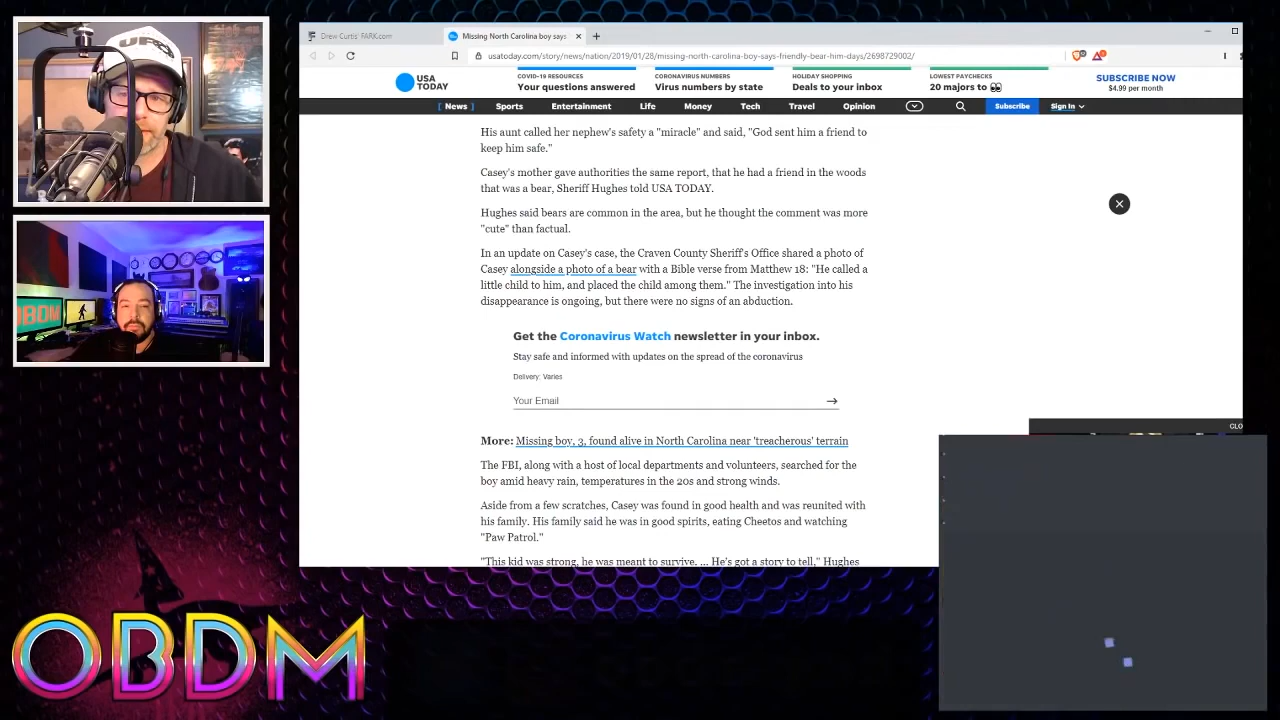 Drew Curtis' FARK.com
Missing North Carolina boy says
usatoday.com/story/news/nation/2019/01/28/missing-north-carolina-boy-says-friendly-bear-him-days/2698729002/
USA TODAY
COVID-19 RESOURCES
Your questions answered
CORONAVIRUS NUMBERS
Virus numbers by state
HOLIDAY SHOPPING
Deals to your inbox
LOWEST PAYCHECKS
20 majors to 👀
SUBSCRIBE NOW
$4.99 per month
[ News ] Sports Entertainment Life Money Tech Travel Opinion Subscribe Sign In
His aunt called her nephew's safety a "miracle" and said, "God sent him a friend to
keep him safe."
Casey's mother gave authorities the same report, that he had a friend in the woods
that was a bear, Sheriff Hughes told USA TODAY.
Hughes said bears are common in the area, but he thought the comment was more
"cute" than factual.
In an update on Casey's case, the Craven County Sheriff's Office shared a photo of
Casey alongside a photo of a bear with a Bible verse from Matthew 18: "He called a
little child to him, and placed the child among them." The investigation into his
disappearance is ongoing, but there were no signs of an abduction.
Get the Coronavirus Watch newsletter in your inbox.
Stay safe and informed with updates on the spread of the coronavirus
Delivery: Varies
Your Email
More: Missing boy, 3, found alive in North Carolina near 'treacherous' terrain
The FBI, along with a host of local departments and volunteers, searched for the
boy amid heavy rain, temperatures in the 20s and strong winds.
Aside from a few scratches, Casey was found in good health and was reunited with
his family. His family said he was in good spirits, eating Cheetos and watching
"Paw Patrol."
"This kid was strong, he was meant to survive. ... He's got a story to tell," Hughes
CLO
UFC
OBDM
OBDM